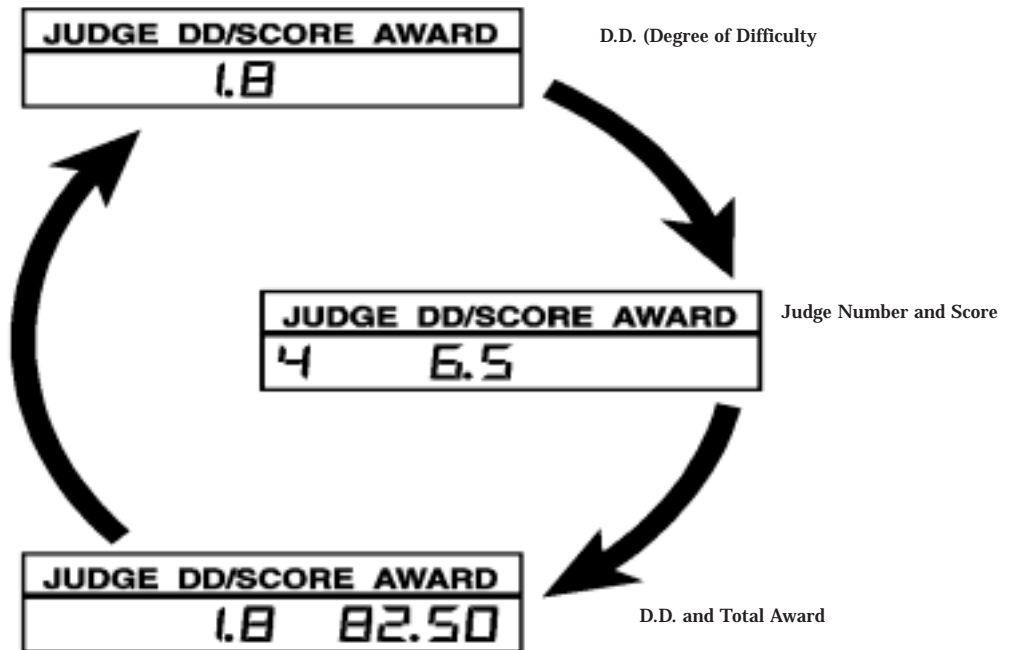 JUDGE DD/SCORE AWARD
D.D. (Degree of Difficulty
1.8
JUDGE DD/SCORE AWARD
Judge Number and Score
4 6.5
JUDGE DD/SCORE AWARD
1.8 82.50
D.D. and Total Award